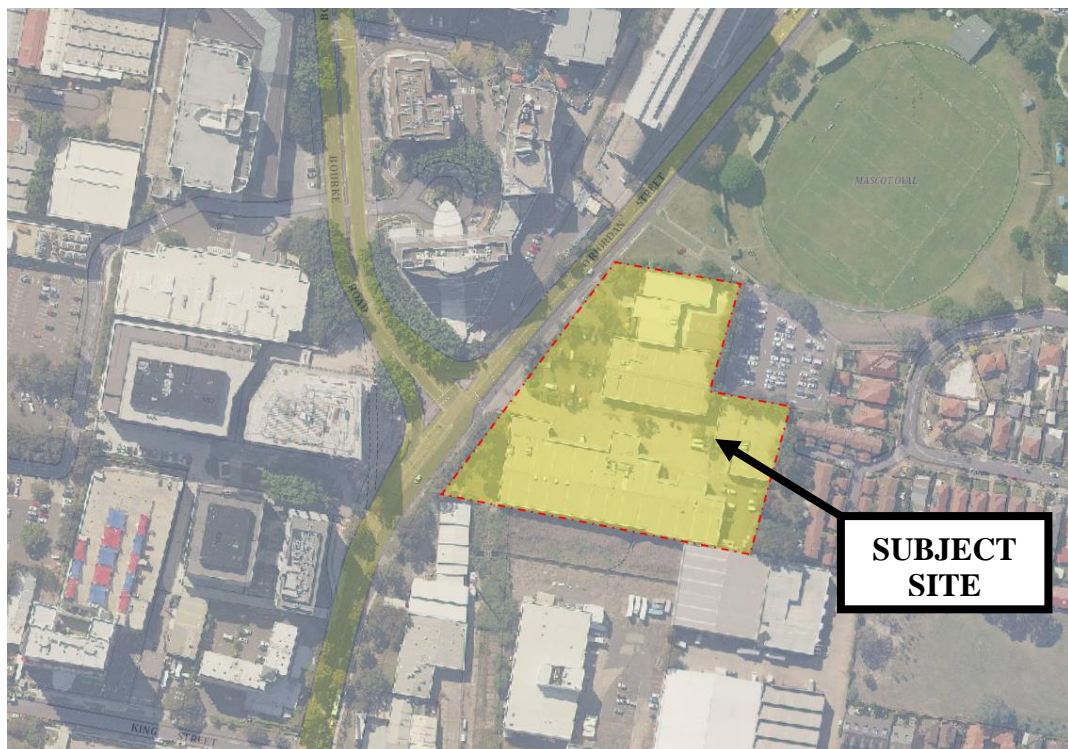 BOURKE
ROAD
O'RIORDAN STREET
MASCOT OVAL
SUBJECT
SITE
KING STREET